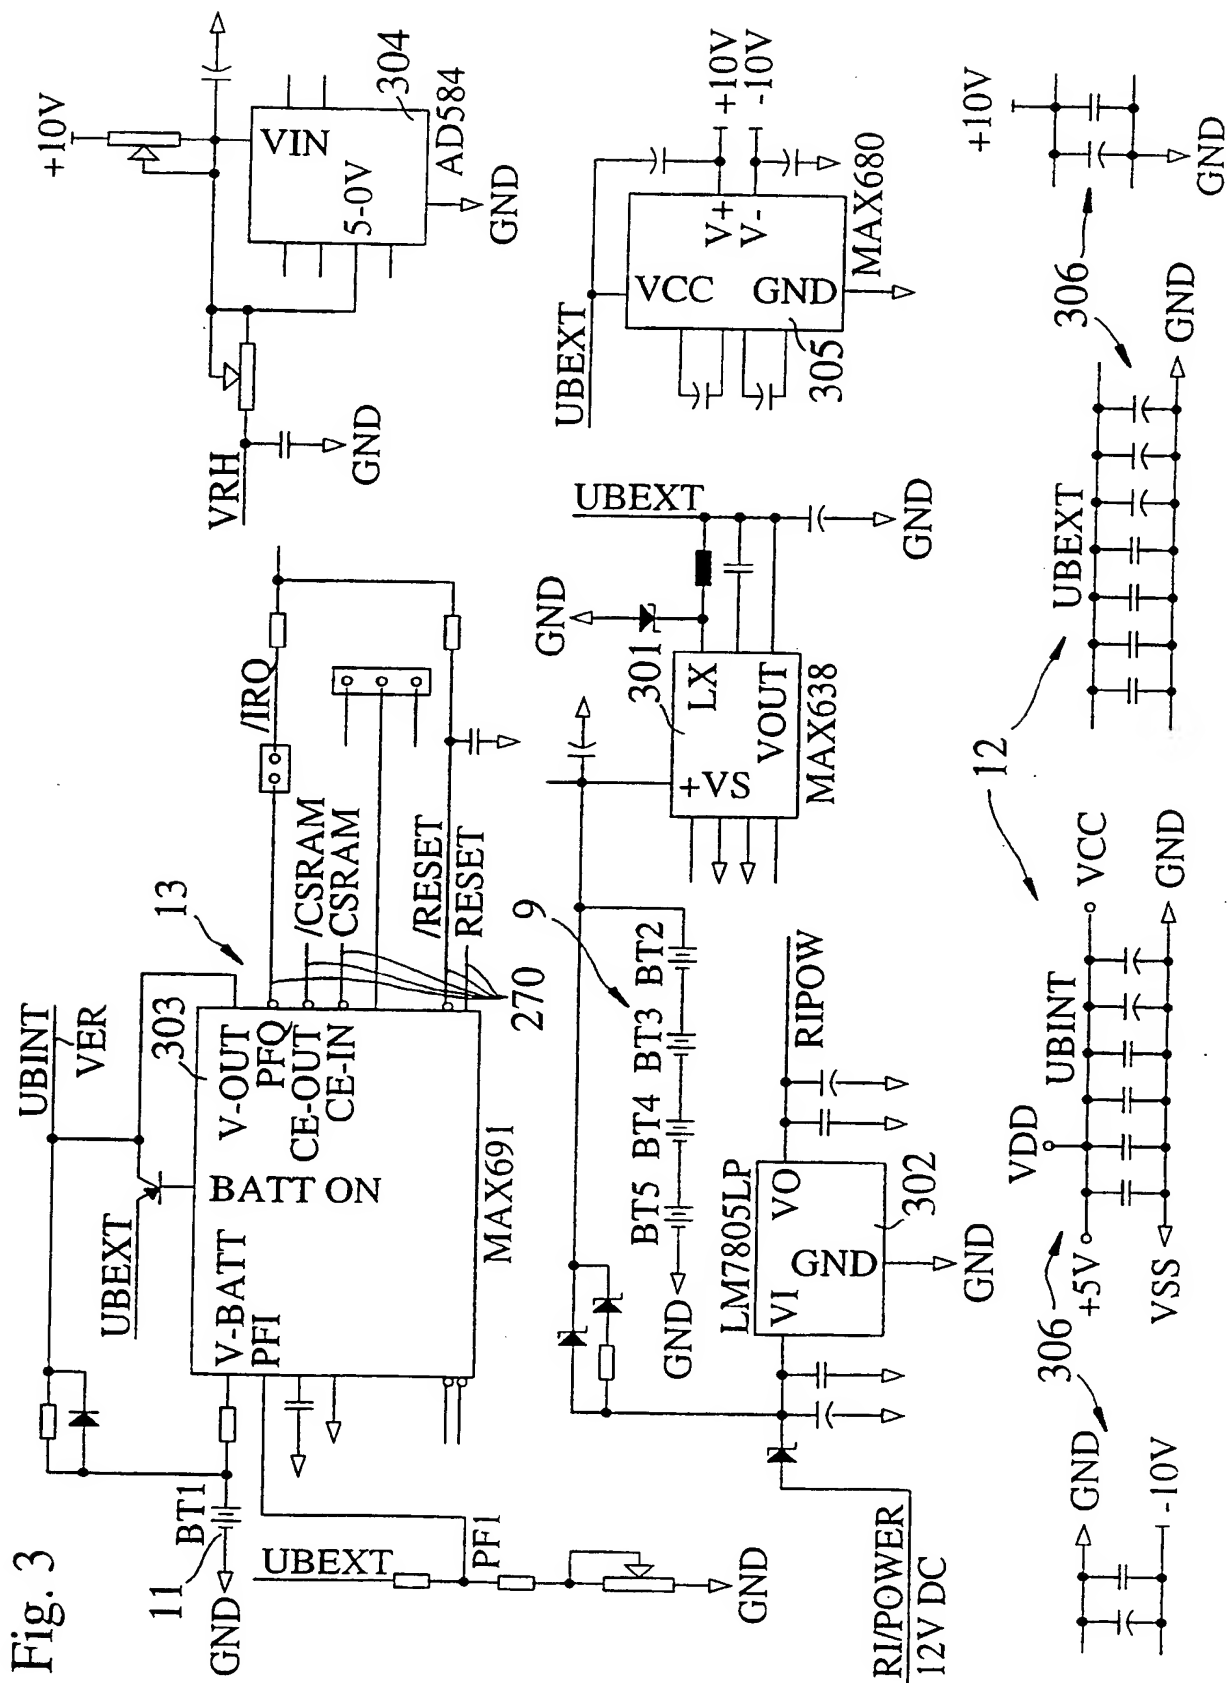 Fig. 3
11
BT1
GND
UBEXT
PF1
GND
UBINT
VER
UBEXT
303
13
V-OUT
PFQ
CE-OUT
CE-IN
BATT ON
V-BATT
PFI
MAX691
/IRQ
/CSRAM
CSRAM
/RESET
RESET
270
VRH
GND
+10V
VIN
5-0V
304
AD584
GND
RI/POWER
12V DC
GND
BT5
BT4
BT3
BT2
9
LM7805LP
VI
VO
GND
302
GND
RIPOW
GND
301
+VS
LX
VOUT
MAX638
UBEXT
GND
UBEXT
VCC
GND
V+
V-
305
MAX680
+10V
-10V
GND
-10V
306
+5V
VSS
VDD
UBINT
VCC
GND
12
UBEXT
GND
306
+10V
GND